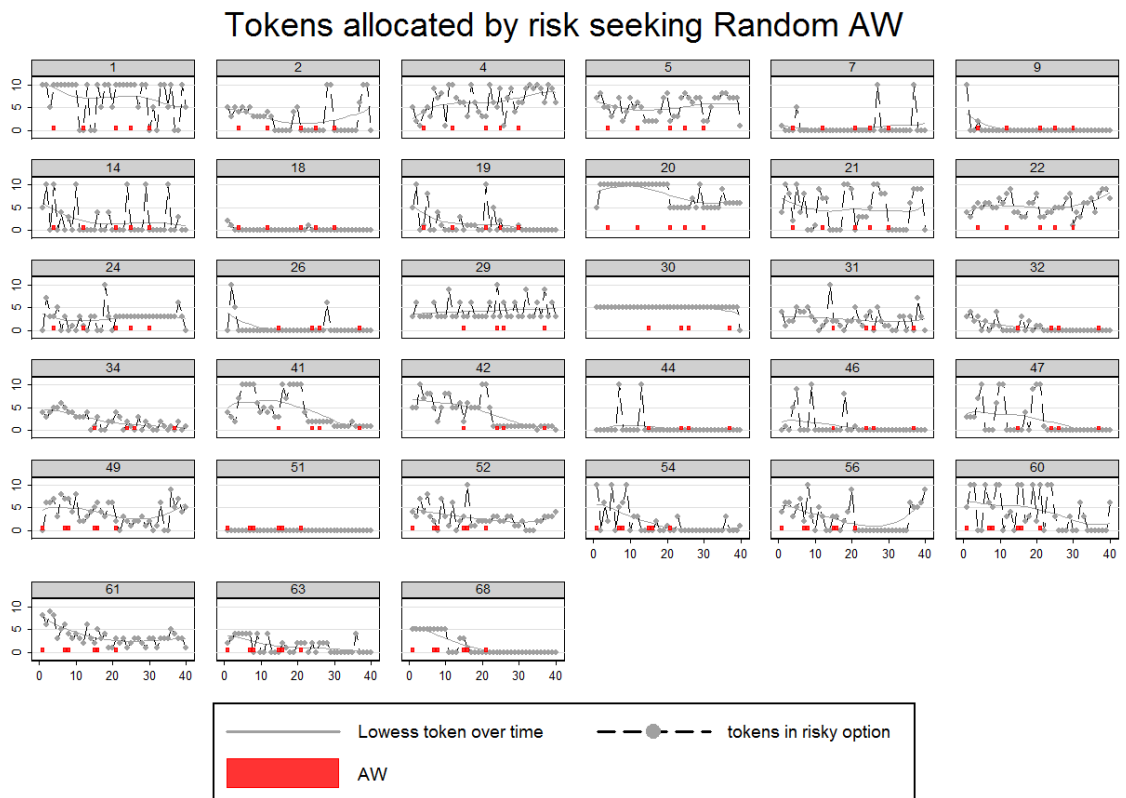 Tokens allocated by risk seeking Random AW
1 2 4 5 7 9
10
5
0
14 18 19 20 21 22
10
5
0
24 26 29 30 31 32
10
5
0
34 41 42 44 46 47
10
5
0
49 51 52 54 56 60
10
5
0
0 10 20 30 40 0 10 20 30 40 0 10 20 30 40
61 63 68
10
5
0
0 10 20 30 40 0 10 20 30 40 0 10 20 30 40
Lowess token over time tokens in risky option
AW